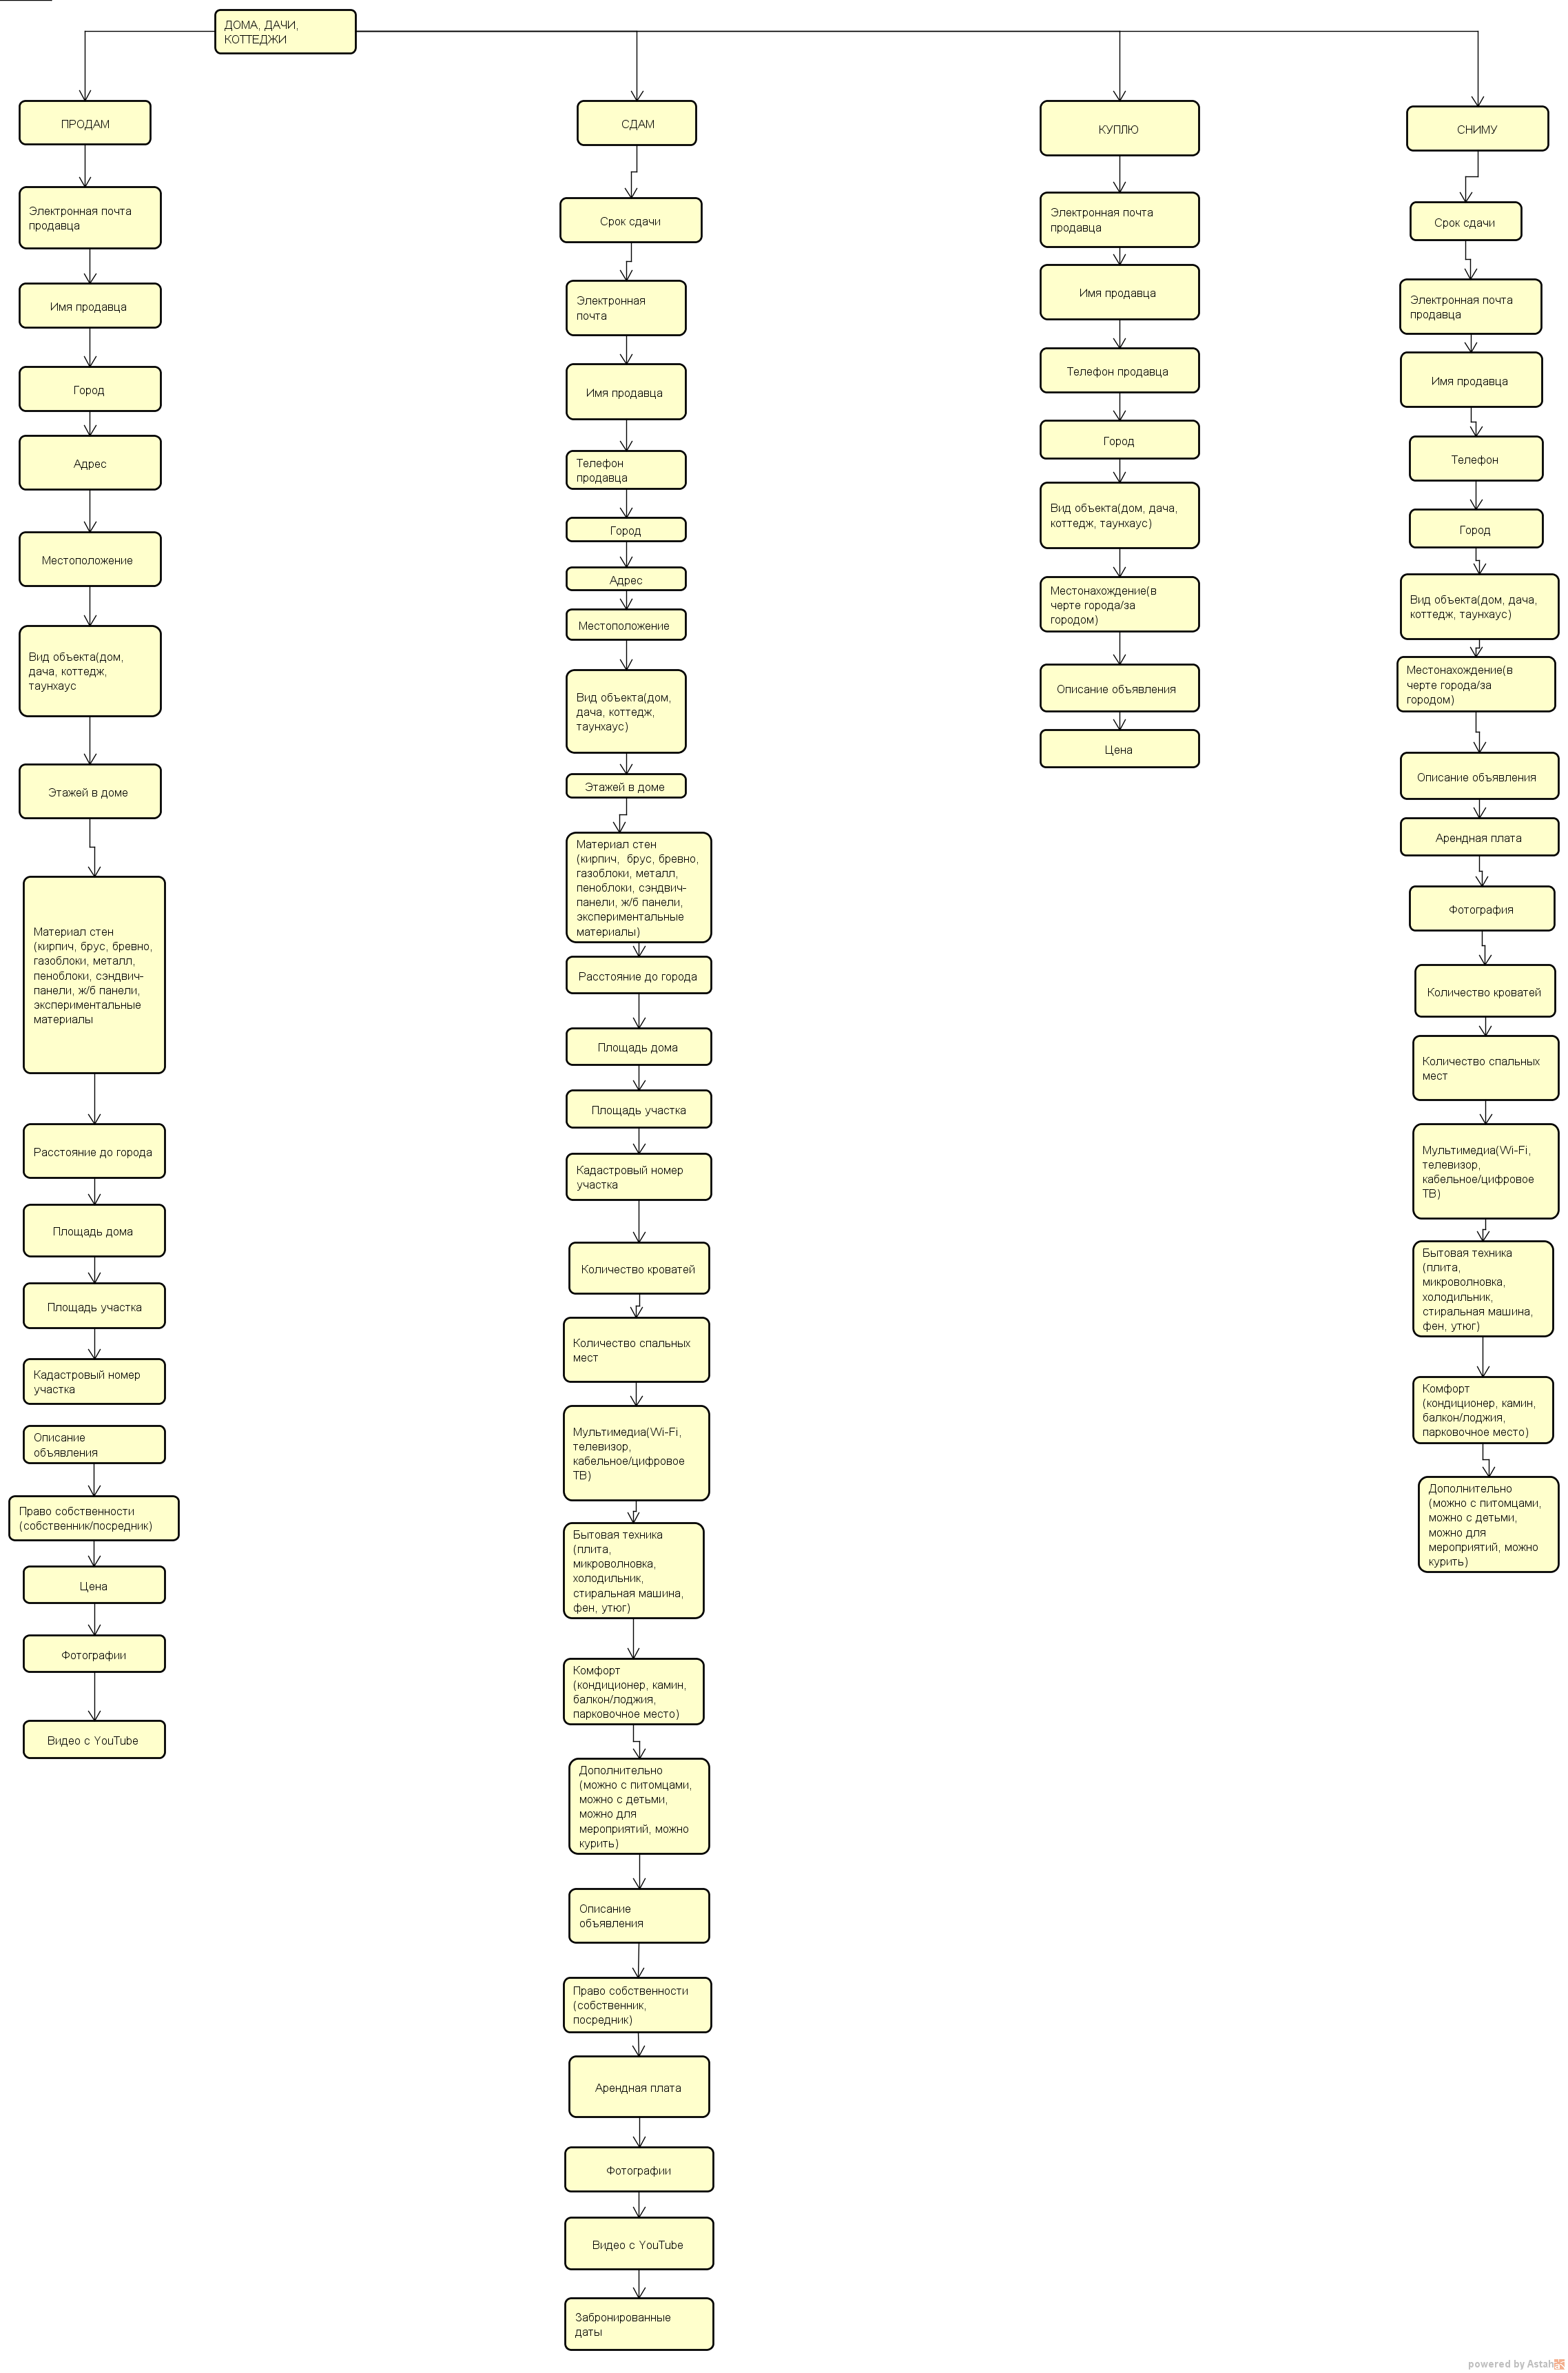 ДОМА, ДАЧИ,
КОТТЕДЖИ
ПРОДАМ
Электронная почта
продавца
Имя продавца
Город
Адрес
Местоположение
Вид объекта(дом,
дача, коттедж,
таунхаус
Этажей в доме
Материал стен
(кирпич, брус, бревно,
газоблоки, металл,
пеноблоки, сэндвич-
панели, ж/б панели,
экспериментальные
материалы
Расстояние до города
Площадь дома
Площадь участка
Кадастровый номер
участка
Описание
объявления
Право собственности
(собственник/посредник)
Цена
Фотографии
Видео с YouTube
СДАМ
Срок сдачи
Электронная
почта
Имя продавца
Телефон
продавца
Город
Адрес
Местоположение
Вид объекта(дом,
дача, коттедж,
таунхаус)
Этажей в доме
Материал стен
(кирпич, брус, бревно,
газоблоки, металл,
пеноблоки, сэндвич-
панели, ж/б панели,
экспериментальные
материалы)
Расстояние до города
Площадь дома
Площадь участка
Кадастровый номер
участка
Количество кроватей
Количество спальных
мест
Мультимедиа(Wi-Fi,
телевизор,
кабельное/цифровое
ТВ)
Бытовая техника
(плита,
микроволновка,
холодильник,
стиральная машина,
фен, утюг)
Комфорт
(кондиционер, камин,
балкон/лоджия,
парковочное место)
Дополнительно
(можно с питомцами,
можно с детьми,
можно для
мероприятий, можно
курить)
Описание
объявления
Право собственности
(собственник,
посредник)
Арендная плата
Фотографии
Видео с YouTube
Забронированные
даты
КУПЛЮ
Электронная почта
продавца
Имя продавца
Телефон продавца
Город
Вид объекта(дом, дача,
коттедж, таунхаус)
Местонахождение(в
черте города/за
городом)
Описание объявления
Цена
СНИМУ
Срок сдачи
Электронная почта
продавца
Имя продавца
Телефон
Город
Вид объекта(дом, дача,
коттедж, таунхаус)
Местонахождение(в
черте города/за
городом)
Описание объявления
Арендная плата
Фотография
Количество кроватей
Количество спальных
мест
Мультимедиа(Wi-Fi,
телевизор,
кабельное/цифровое
ТВ)
Бытовая техника
(плита,
микроволновка,
холодильник,
стиральная машина,
фен, утюг)
Комфорт
(кондиционер, камин,
балкон/лоджия,
парковочное место)
Дополнительно
(можно с питомцами,
можно с детьми,
можно для
мероприятий, можно
курить)
powered by Astah